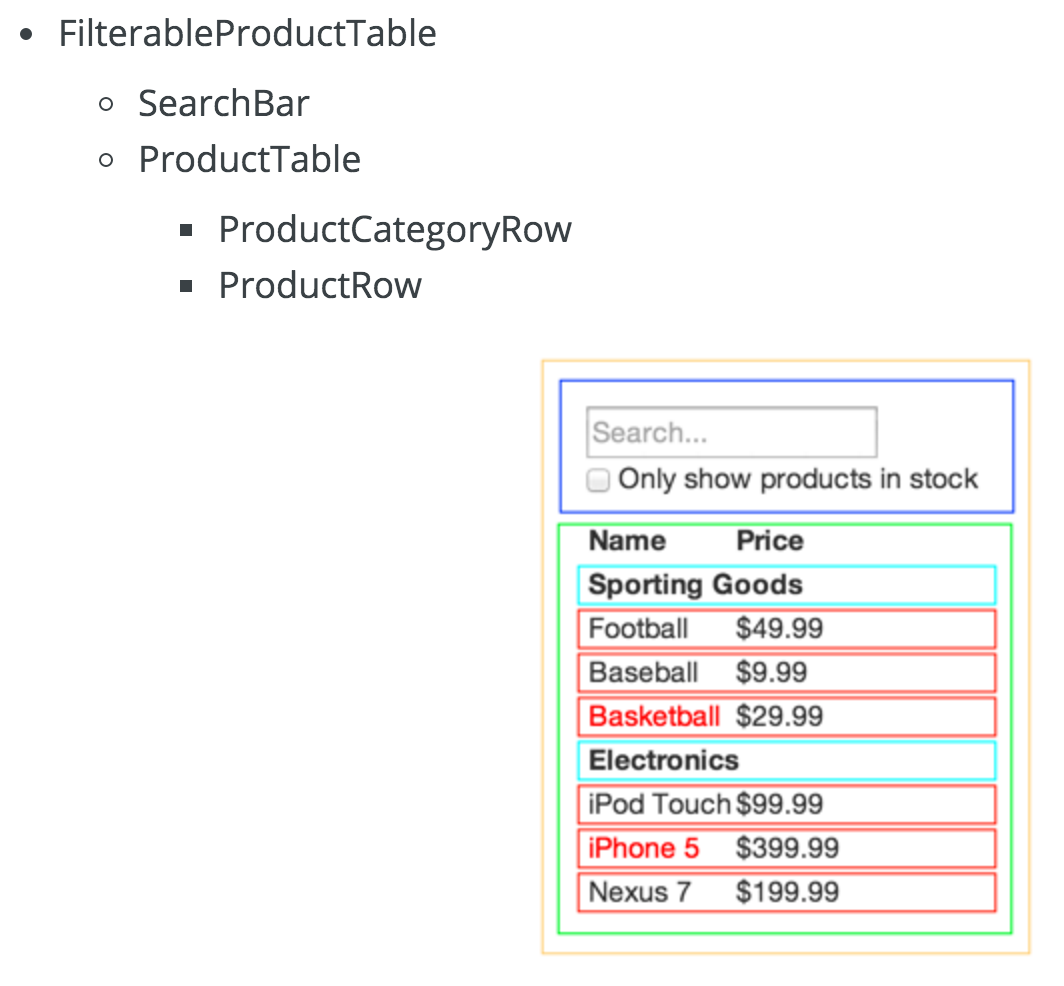 FilterableProductTable
SearchBar
ProductTable
ProductCategoryRow
ProductRow
Search...
Only show products in stock
Name Price
Sporting Goods
Football $49.99
Baseball $9.99
Basketball $29.99
Electronics
iPod Touch $99.99
iPhone 5 $399.99
Nexus 7 $199.99